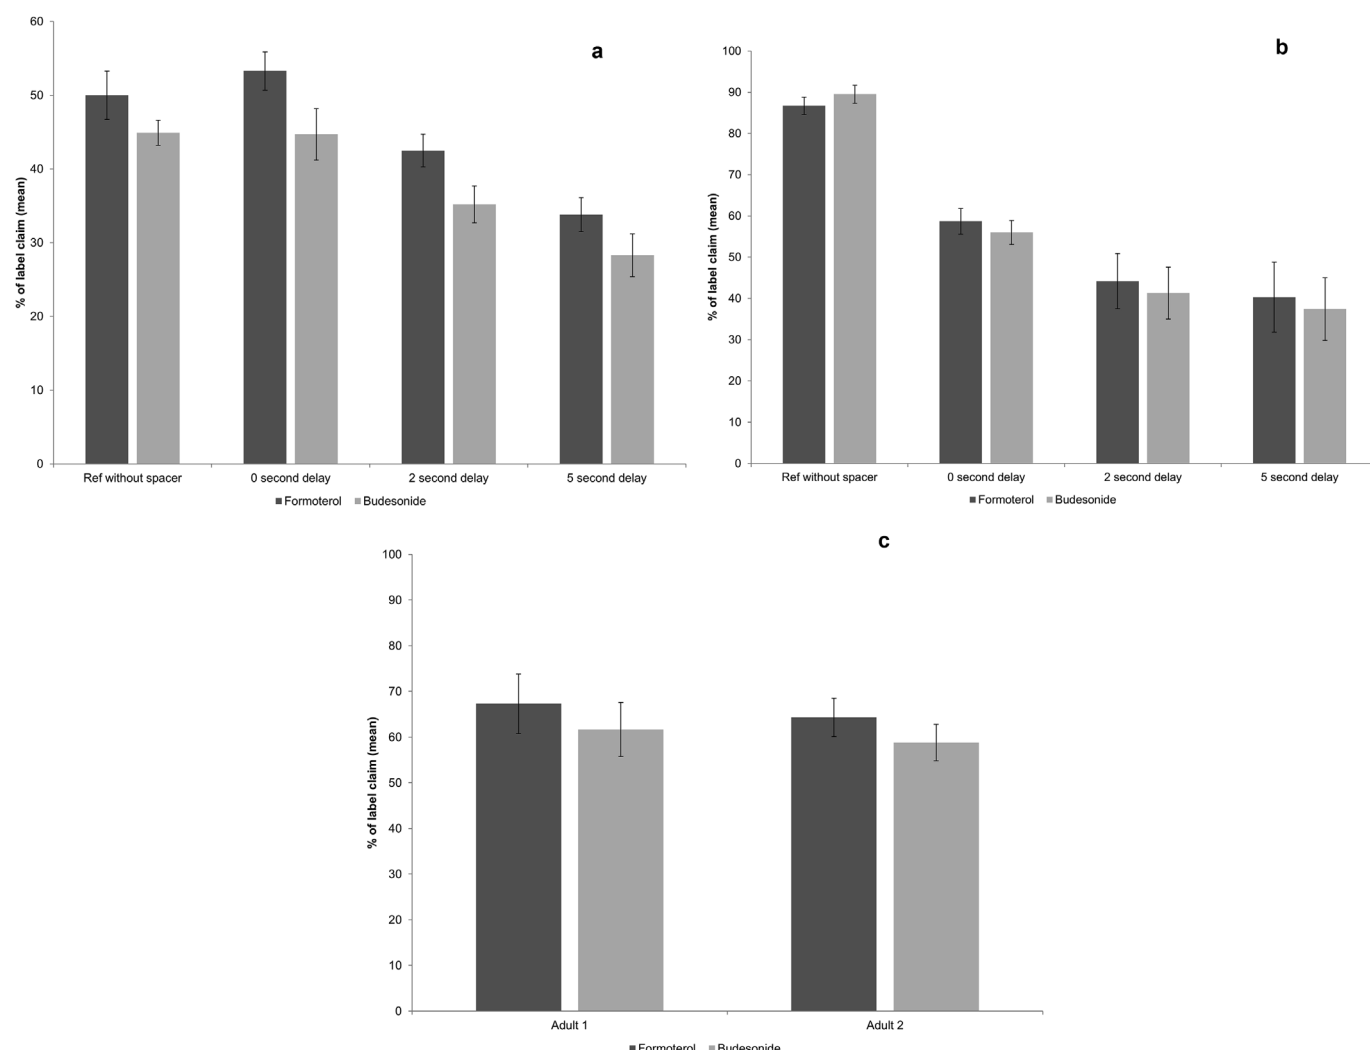 a
60
50
40
30
20
10
0
% of label claim (mean)
Ref without spacer 0 second delay 2 second delay 5 second delay
Formoterol Budesonide
b
100
90
80
70
60
50
40
30
20
10
0
% of label claim (mean)
Ref without spacer 0 second delay 2 second delay 5 second delay
Formoterol Budesonide
c
100
90
80
70
60
50
40
30
20
10
0
% of label claim (mean)
Adult 1 Adult 2
Formoterol Budesonide